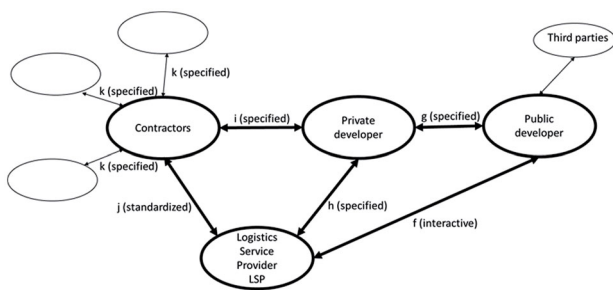 Third parties
k (specified)
k (specified)
Contractors
i (specified)
Private
developer
g (specified)
Public
developer
k (specified)
j (standardized)
h (specified)
f (interactive)
Logistics
Service
Provider
LSP